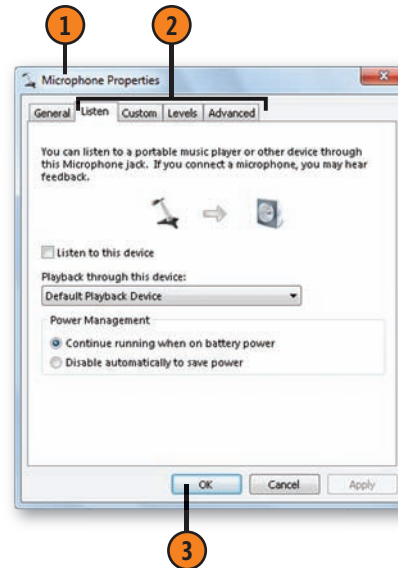 1
2
Microphone Properties
General Listen Custom Levels Advanced
You can listen to a portable music player or other device through
this Microphone jack. If you connect a microphone, you may hear
feedback.
Listen to this device
Playback through this device:
Default Playback Device
Power Management
Continue running when on battery power
Disable automatically to save power
OK Cancel Apply
3